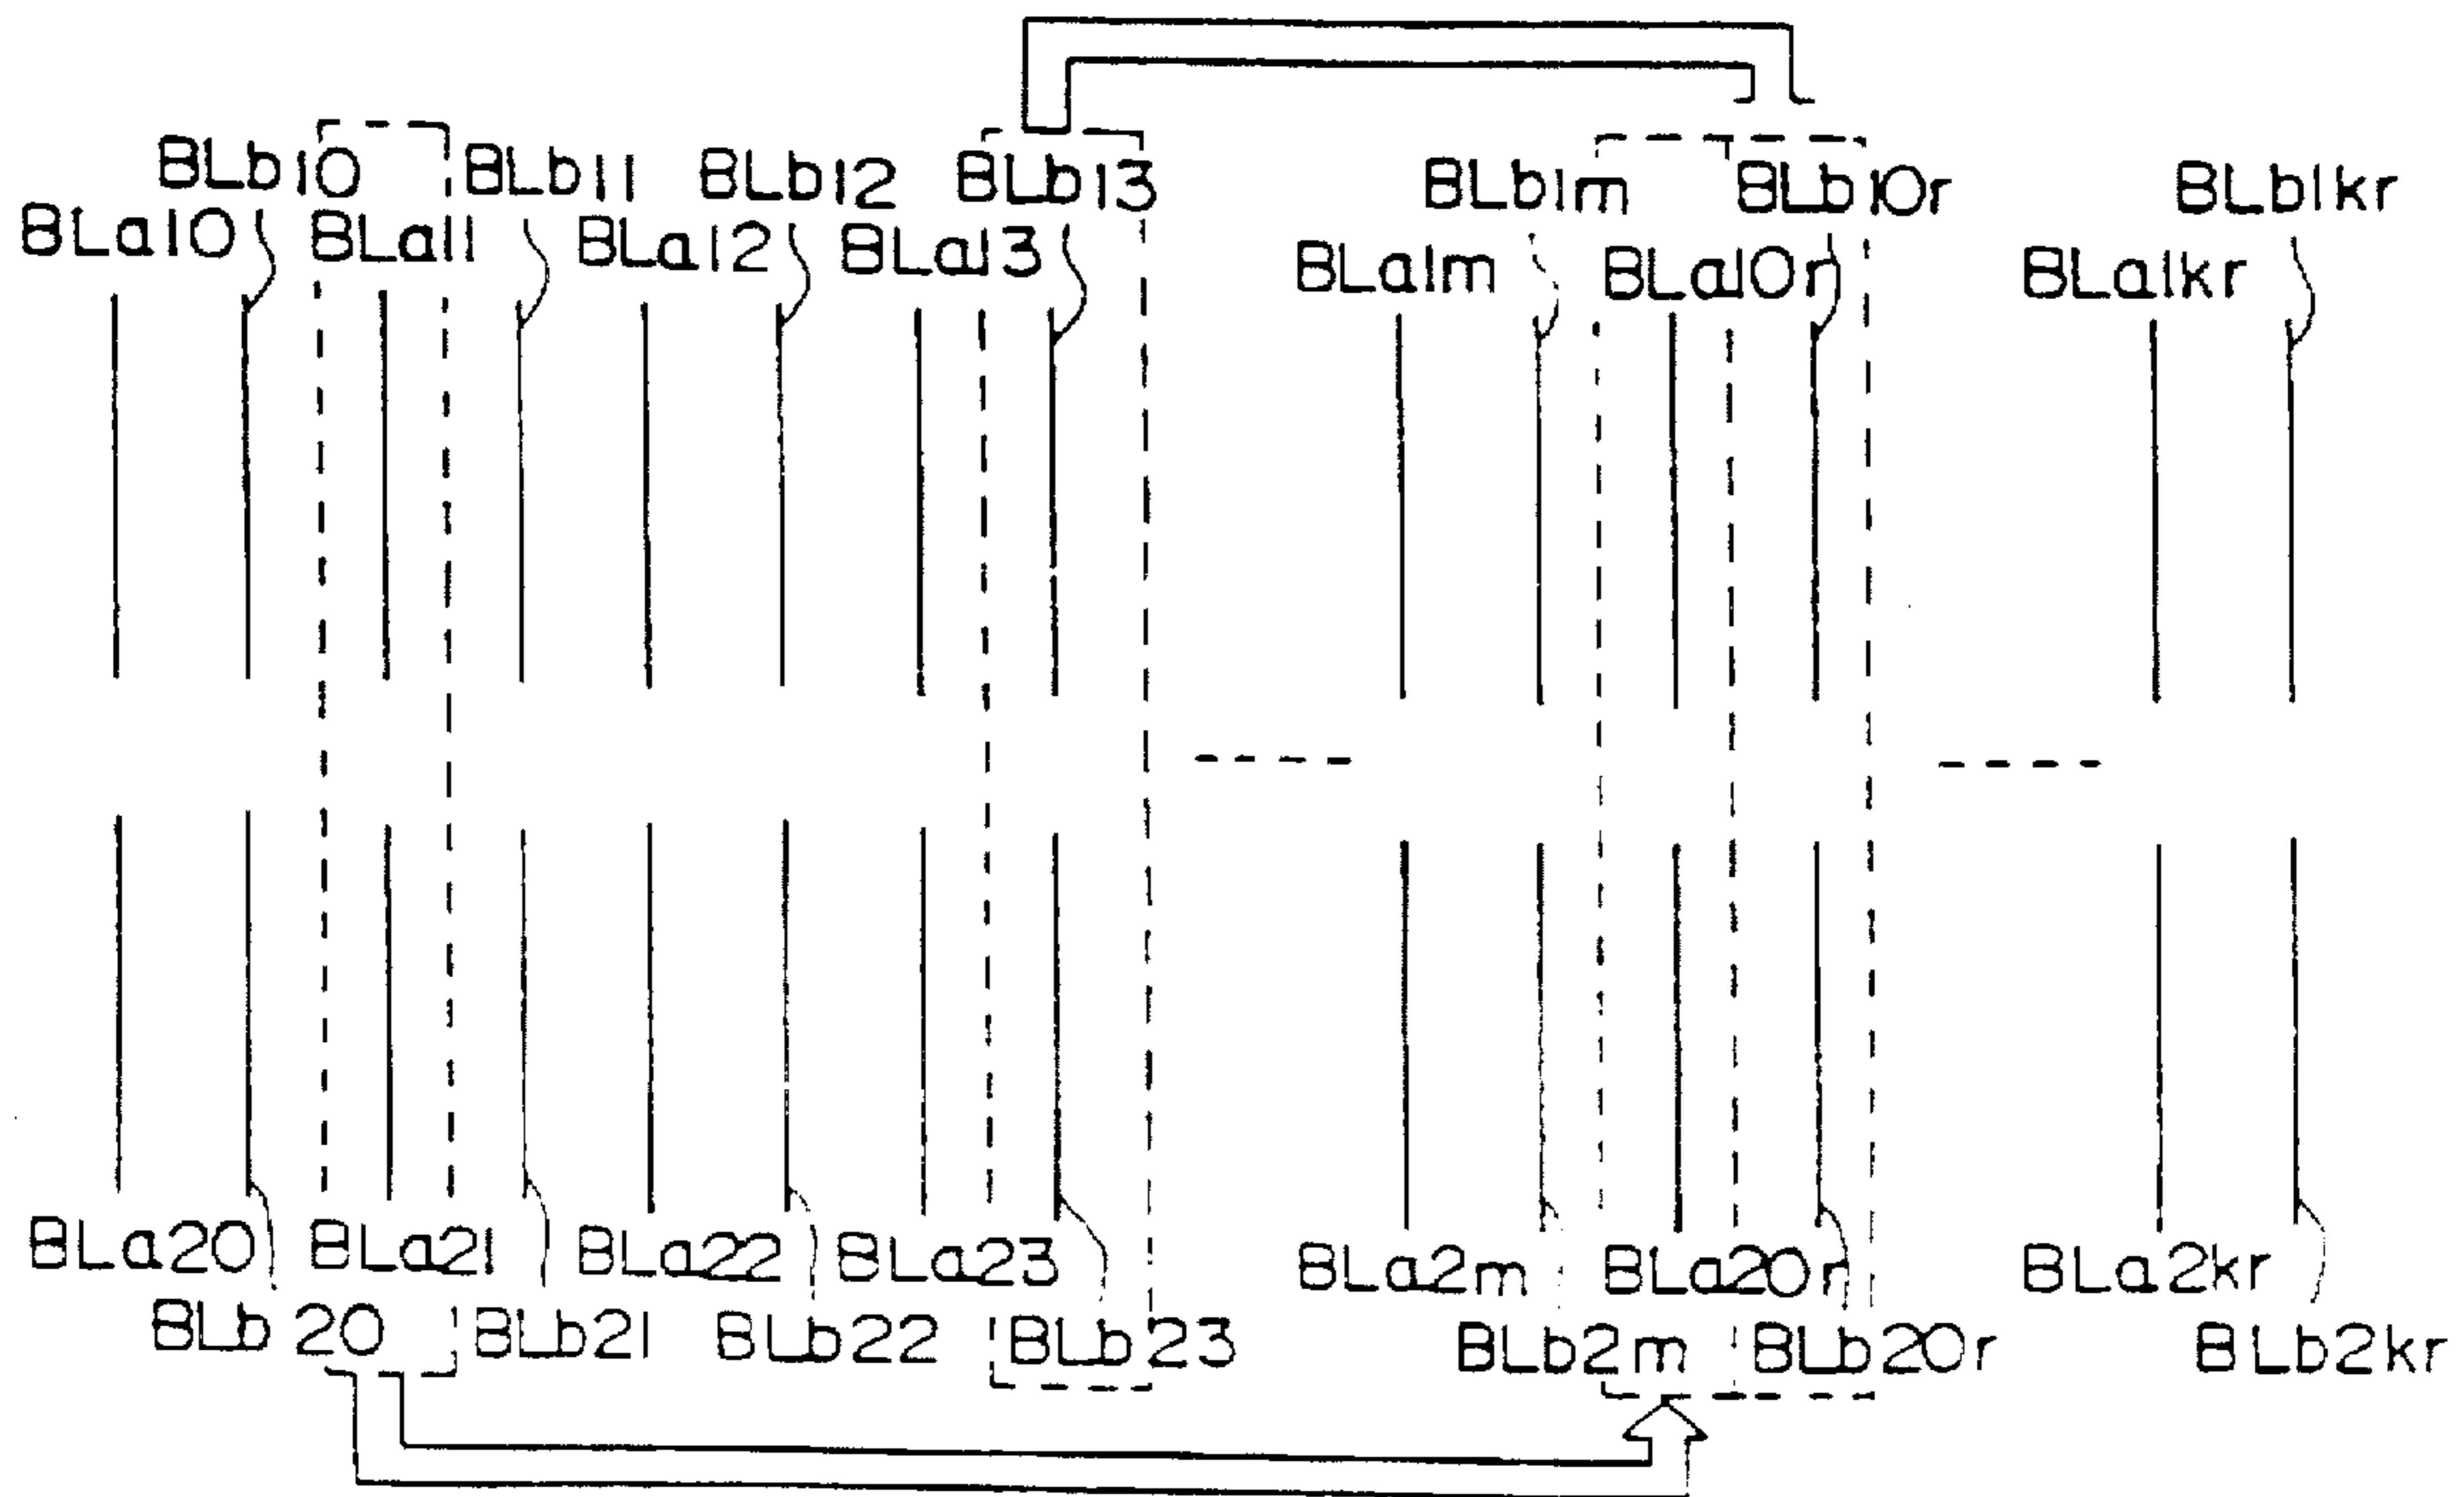 BLb10 BLb11 BLb12 BLb13 BLb1m BLb10r BLb1kr
BLa10 BLa11 BLa12 BLa13 BLa1m BLa10r BLa1kr
BLa20 BLa21 BLa22 BLa23 BLa2m BLa20r BLa2kr
BLb20 BLb21 BLb22 BLb23 BLb2m BLb20r BLb2kr